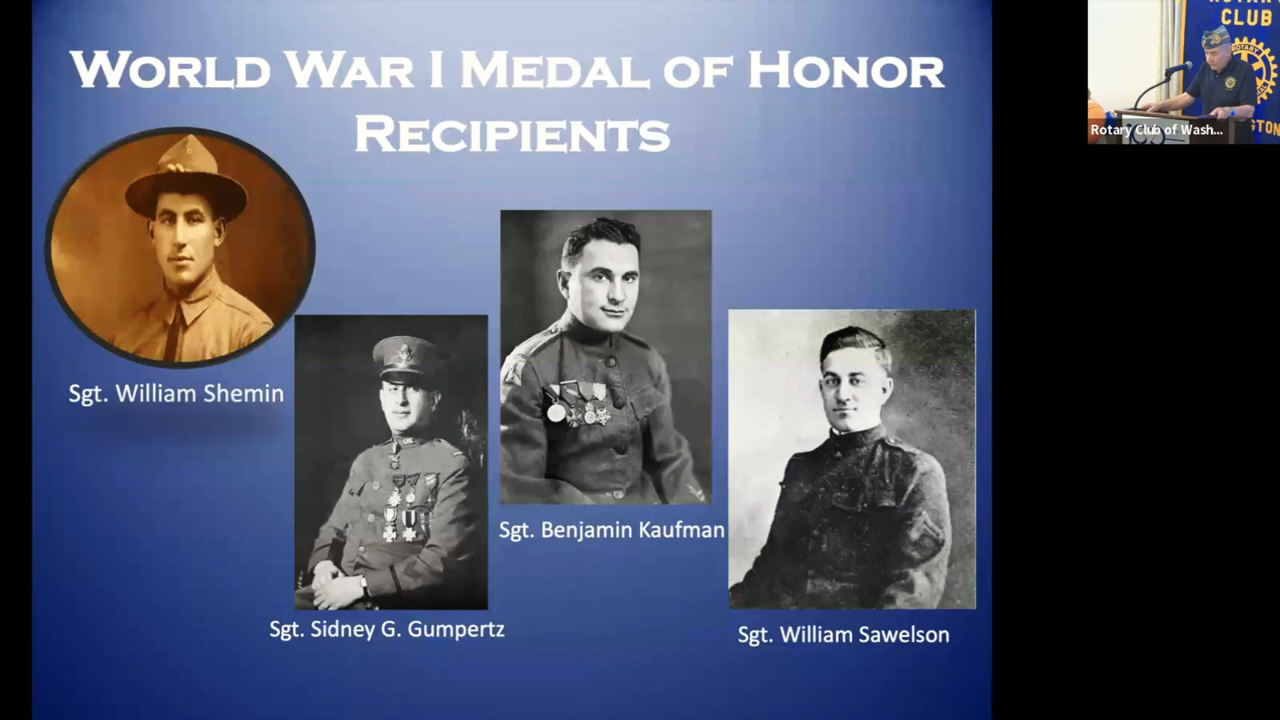 WORLD WAR I MEDAL OF HONOR
RECIPIENTS
Sgt. William Shemin
Sgt. Sidney G. Gumpertz
Sgt. Benjamin Kaufman
Sgt. William Sawelson
CLUB
ROTARY
Rotary Club of Wash...